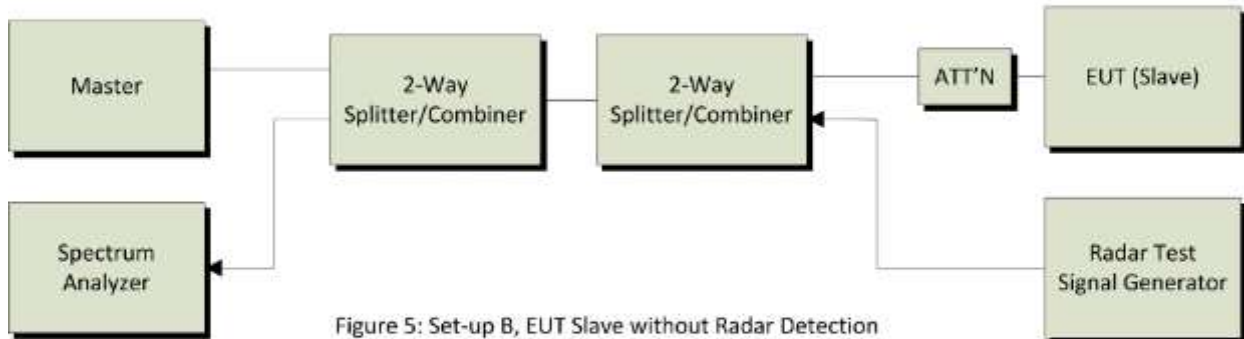 Master
2-Way
Splitter/Combiner
2-Way
Splitter/Combiner
ATT'N
EUT (Slave)
Spectrum
Analyzer
Radar Test
Signal Generator
Figure 5: Set-up B, EUT Slave without Radar Detection